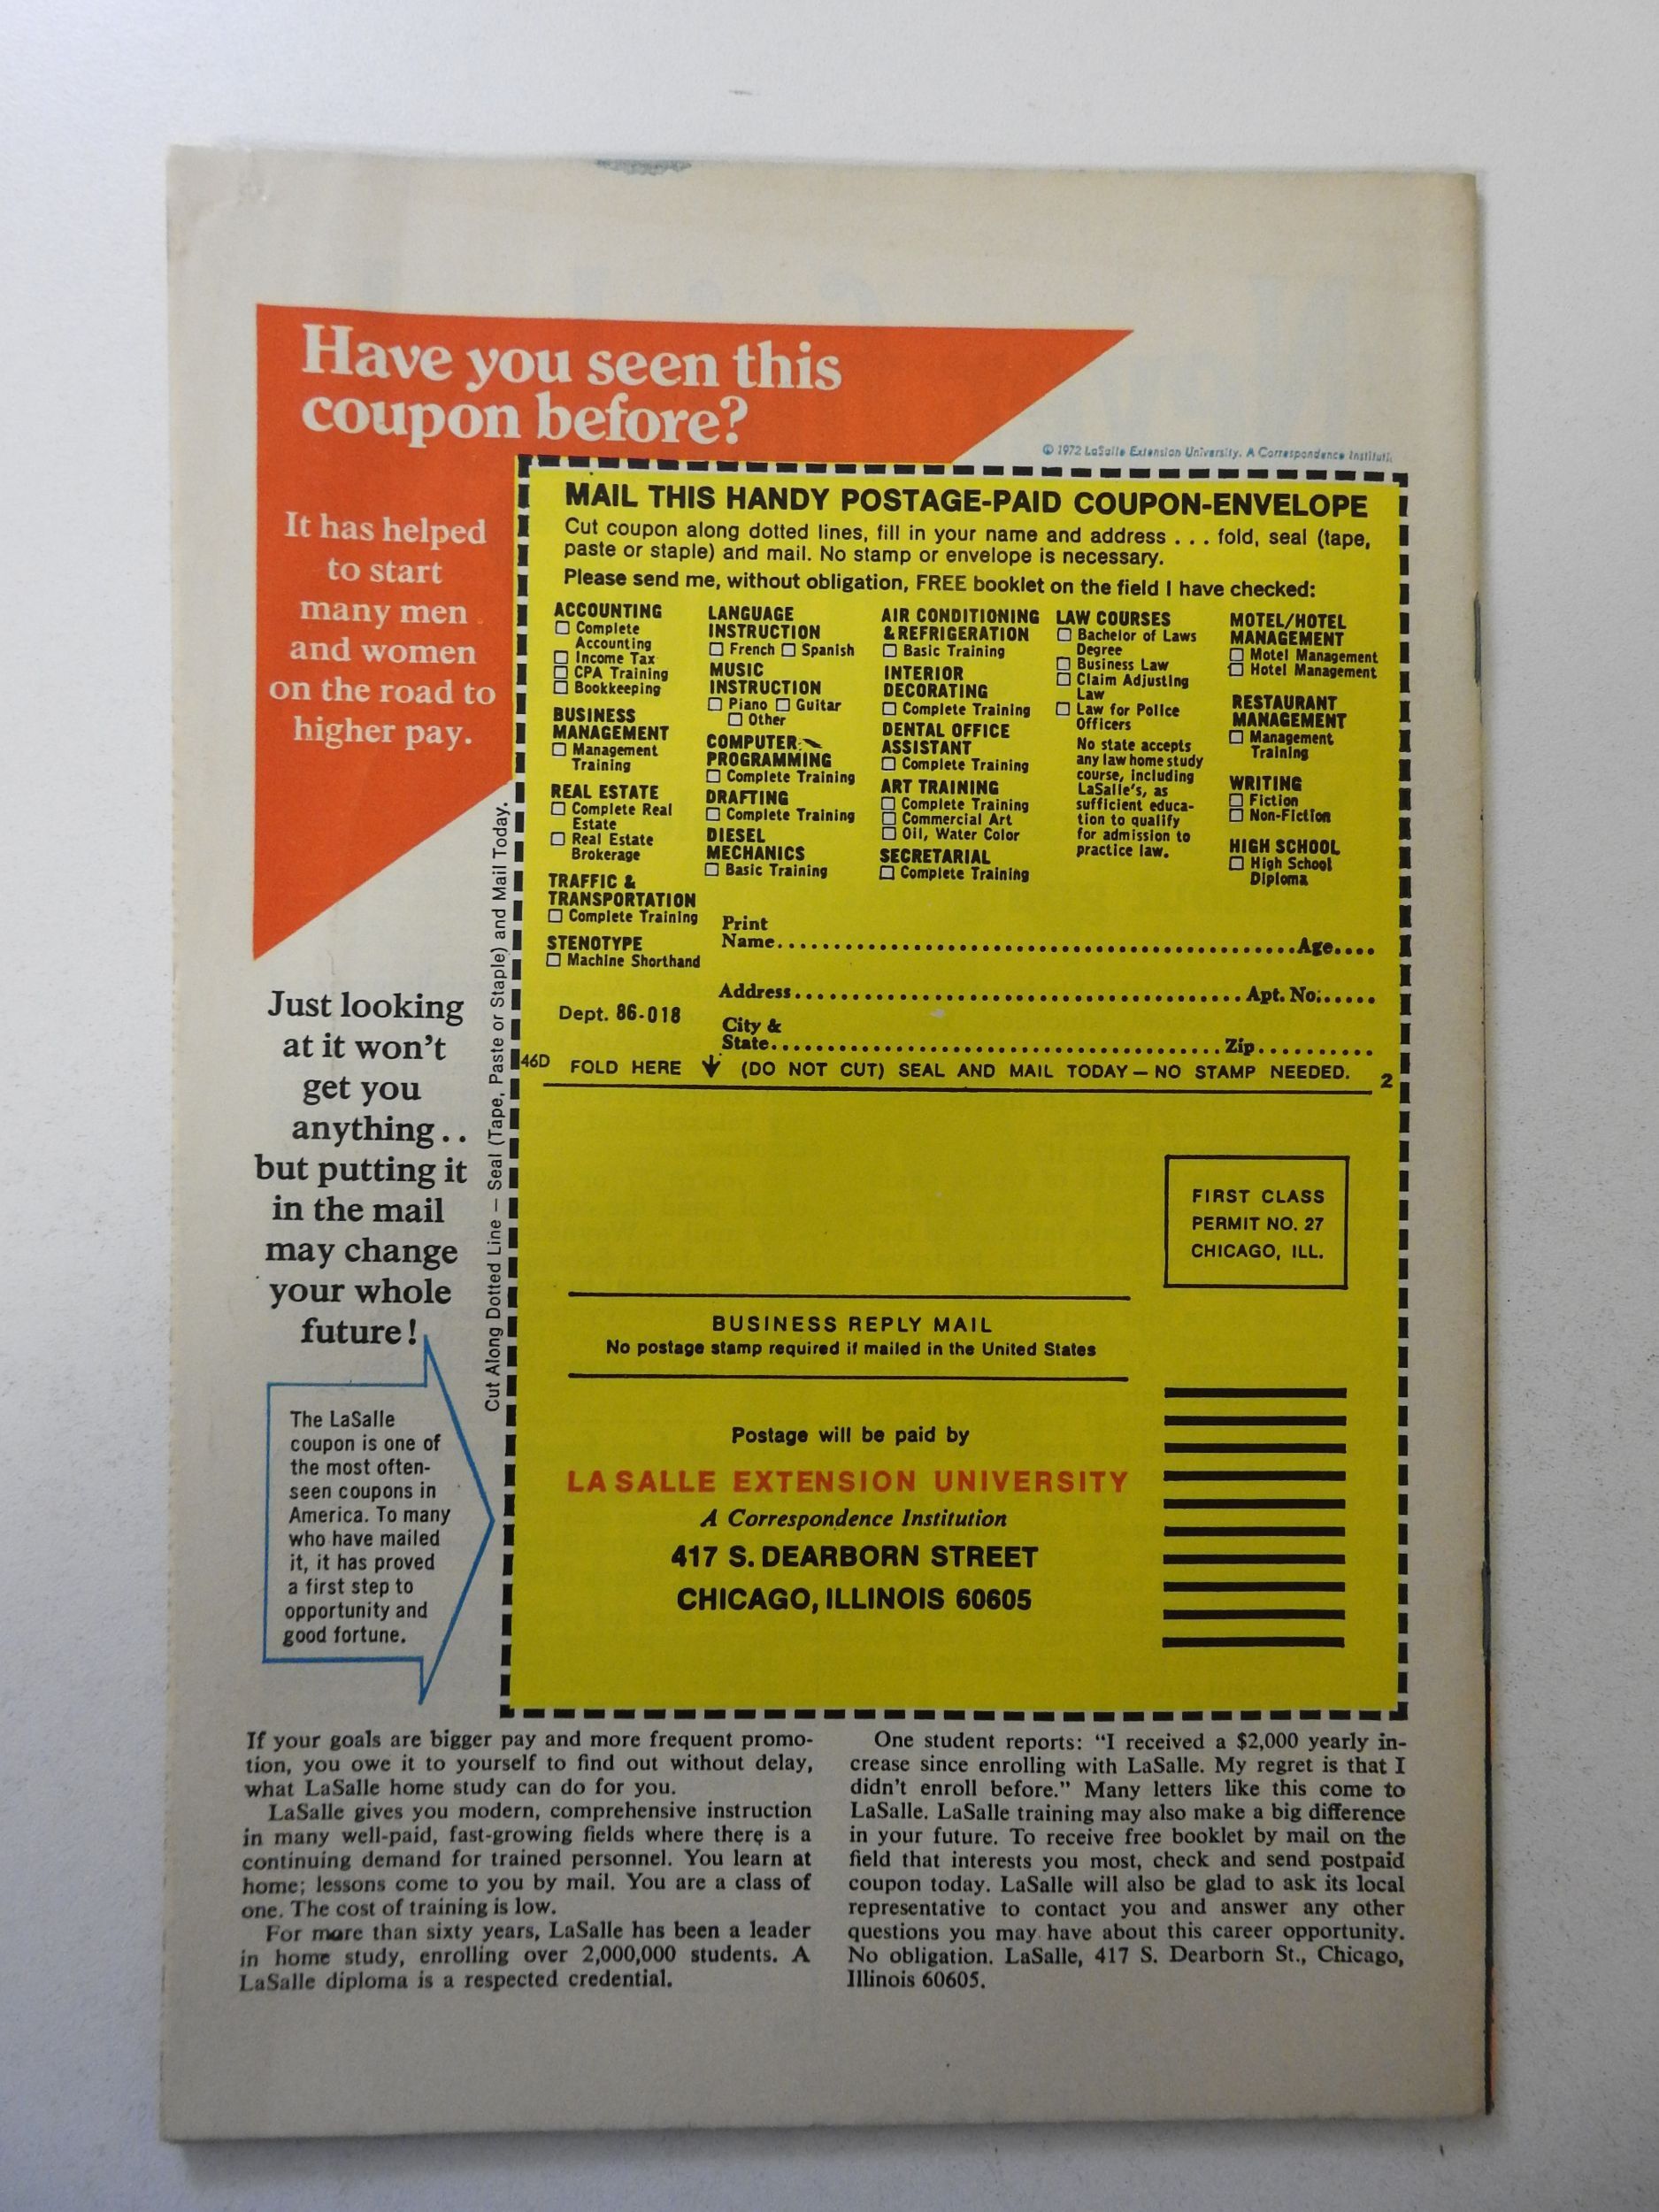 Have you seen this
coupon before?
It has helped
to start
many men
and women
on the road to
higher pay.
Just looking
at it won't
get you
anything..
but putting it
in the mail
may change
your whole
future!
The LaSalle
coupon is one of
the most often-
seen coupons in
America. To many
who have mailed
it, it has proved
a first step to
opportunity and
good fortune.
Cut Along Dotted Line — Seal (Tape, Paste or Staple) and Mail Today.
© 1972 LaSalle Extension University. A Correspondence
MAIL THIS HANDY POSTAGE-PAID COUPON-ENVELOPE
Cut coupon along dotted lines, fill in your name and address . . . fold, seal (tape,
paste or staple) and mail. No stamp or envelope is necessary.
Please send me, without obligation, FREE booklet on the field I have checked:
ACCOUNTING
☐ Complete
Accounting
☐ Income Tax
☐ CPA Training
☐ Bookkeeping
BUSINESS
MANAGEMENT
☐ Management
Training
REAL ESTATE
☐ Complete Real
Estate
☐ Real Estate
Brokerage
TRAFFIC &
TRANSPORTATION
☐ Complete Training
STENOTYPE
☐ Machine Shorthand
LANGUAGE
INSTRUCTION
☐ French ☐ Spanish
MUSIC
INSTRUCTION
☐ Piano ☐ Guitar
☐ Other
COMPUTER
PROGRAMMING
☐ Complete Training
DRAFTING
☐ Complete Training
DIESEL
MECHANICS
☐ Basic Training
AIR CONDITIONING
& REFRIGERATION
☐ Basic Training
INTERIOR
DECORATING
☐ Complete Training
DENTAL OFFICE
ASSISTANT
☐ Complete Training
ART TRAINING
☐ Complete Training
☐ Commercial Art
☐ Oil, Water Color
SECRETARIAL
☐ Complete Training
LAW COURSES
☐ Bachelor of Laws
Degree
☐ Business Law
☐ Claim Adjusting
Law
☐ Law for Police
Officers
No state accepts
any law home study
course, including
LaSalle's, as
sufficient educa-
tion to qualify
for admission to
practice law.
MOTEL/HOTEL
MANAGEMENT
☐ Motel Management
☐ Hotel Management
RESTAURANT
MANAGEMENT
☐ Management
Training
WRITING
☐ Fiction
☐ Non-Fiction
HIGH SCHOOL
☐ High School
Diploma
Print
Name.......................................................Age....
Address................................................Apt. No......
Dept. 86-018
City &
State................................................Zip...........
46D FOLD HERE ↓ (DO NOT CUT) SEAL AND MAIL TODAY — NO STAMP NEEDED. 2
FIRST CLASS
PERMIT NO. 27
CHICAGO, ILL.
BUSINESS REPLY MAIL
No postage stamp required if mailed in the United States
Postage will be paid by
LA SALLE EXTENSION UNIVERSITY
A Correspondence Institution
417 S. DEARBORN STREET
CHICAGO, ILLINOIS 60605
If your goals are bigger pay and more frequent promo-
tion, you owe it to yourself to find out without delay,
what LaSalle home study can do for you.
LaSalle gives you modern, comprehensive instruction
in many well-paid, fast-growing fields where there is a
continuing demand for trained personnel. You learn at
home; lessons come to you by mail. You are a class of
one. The cost of training is low.
For more than sixty years, LaSalle has been a leader
in home study, enrolling over 2,000,000 students. A
LaSalle diploma is a respected credential.
One student reports: "I received a $2,000 yearly in-
crease since enrolling with LaSalle. My regret is that I
didn't enroll before." Many letters like this come to
LaSalle. LaSalle training may also make a big difference
in your future. To receive free booklet by mail on the
field that interests you most, check and send postpaid
coupon today. LaSalle will also be glad to ask its local
representative to contact you and answer any other
questions you may have about this career opportunity.
No obligation. LaSalle, 417 S. Dearborn St., Chicago,
Illinois 60605.